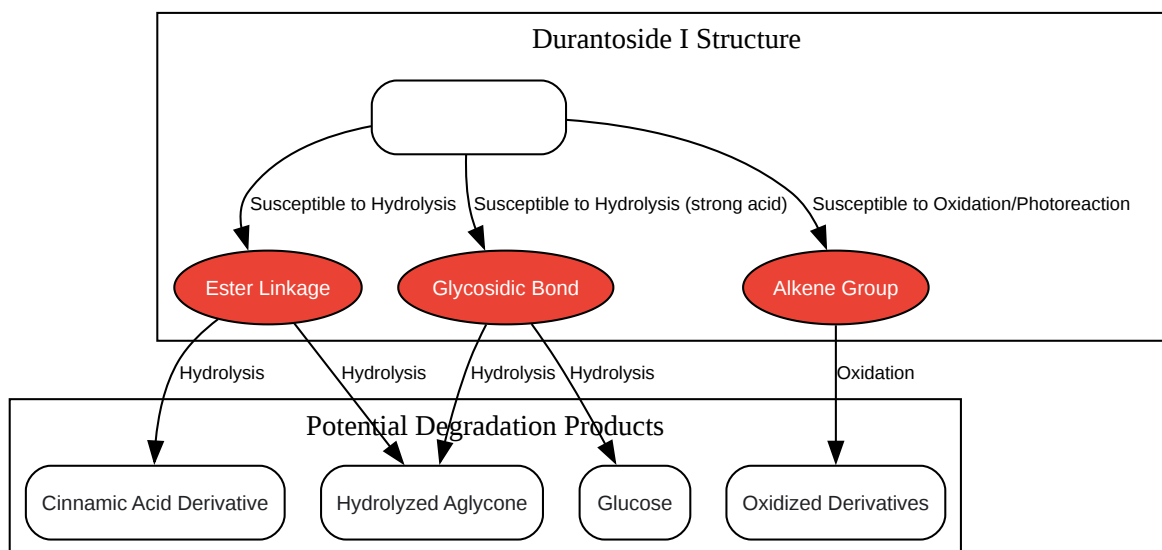 Durantoside I Structure
Susceptible to Hydrolysis
Susceptible to Hydrolysis (strong acid)
Susceptible to Oxidation/Photoreaction
Ester Linkage
Glycosidic Bond
Alkene Group
Hydrolysis
Hydrolysis
Hydrolysis
Hydrolysis
Oxidation
Potential Degradation Products
Cinnamic Acid Derivative
Hydrolyzed Aglycone
Glucose
Oxidized Derivatives